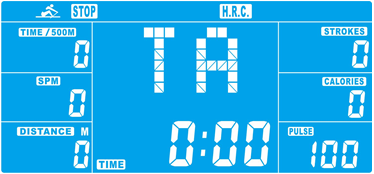 STOP H.R.C.
TIME/500M
0
SPM
0
DISTANCE M
0
TA
TIME 0:00
STROKES
0
CALORIES
0
PULSE
100